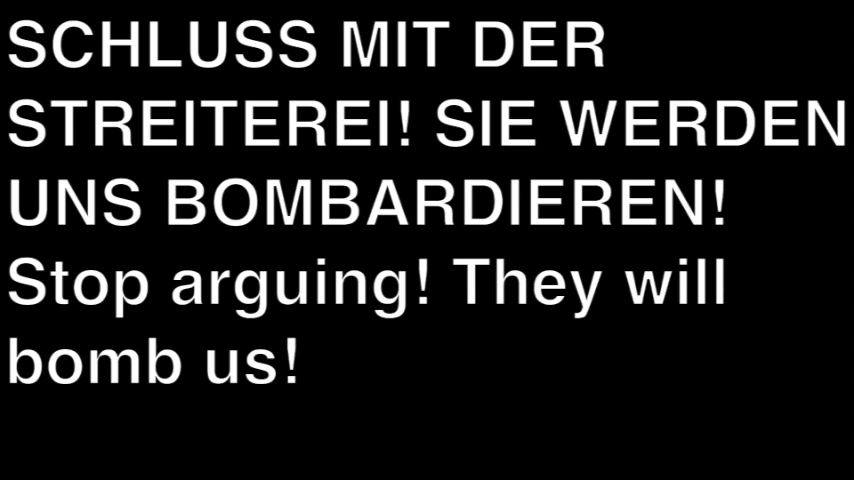 SCHLUSS MIT DER
STREITEREI! SIE WERDEN
UNS BOMBARDIEREN!
Stop arguing! They will
bomb us!